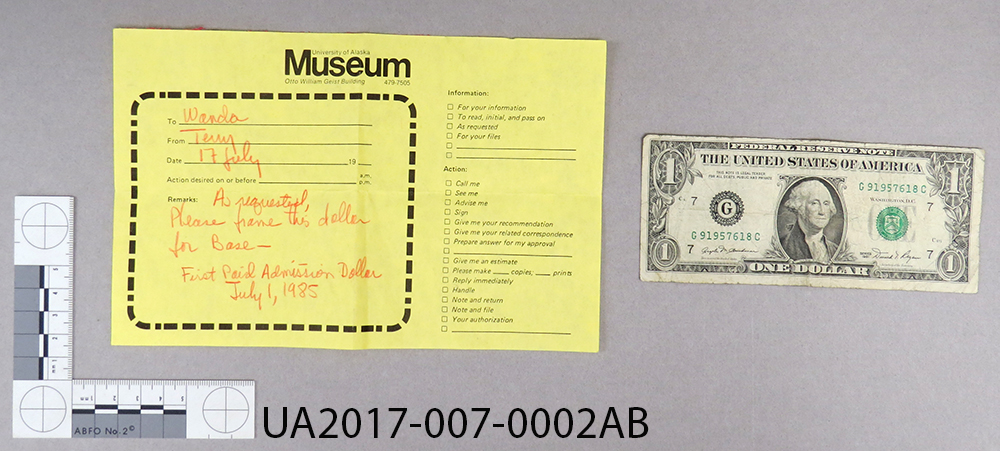 University of Alaska
Museum
Otto William Geist Building 479-7505
To Wanda
From Terry
Date 17 July 19
Action desired on or before a.m. p.m.
Remarks: As requested,
Please frame this dollar
for Base—
First Paid Admission Dollar
July 1, 1985
Information:
For your information
To read, initial, and pass on
As requested
For your files
Action:
Call me
See me
Advise me
Sign
Give me your recommendation
Give me your related correspondence
Prepare answer for my approval
Give me an estimate
Please make copies; prints
Reply immediately
Handle
Note and return
Note and file
Your authorization
FEDERAL RESERVE NOTE
THE UNITED STATES OF AMERICA
THIS NOTE IS LEGAL TENDER
FOR ALL DEBTS, PUBLIC AND PRIVATE
G 91957618 C
WASHINGTON, D.C.
7 7
G
G 91957618 C
7 7
ONE DOLLAR
1 1 1 1
ABFO No. 2 ©
UA2017-007-0002AB